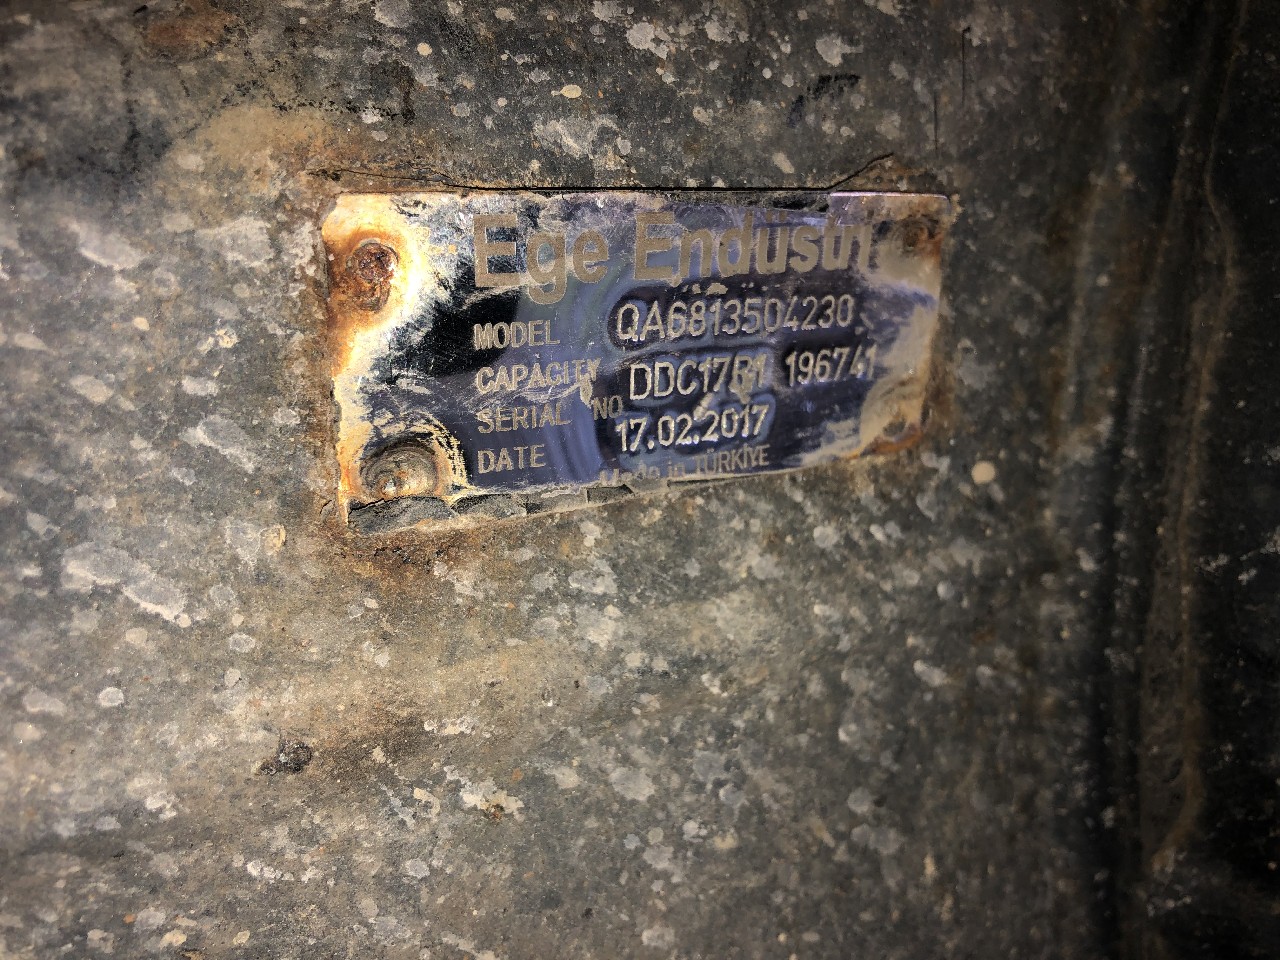 Ege Endüstri
MODEL QA6813504230
CAPACITY
SERIAL NO DDC17B1 196741
DATE 17.02.2017
Made in TÜRKİYE